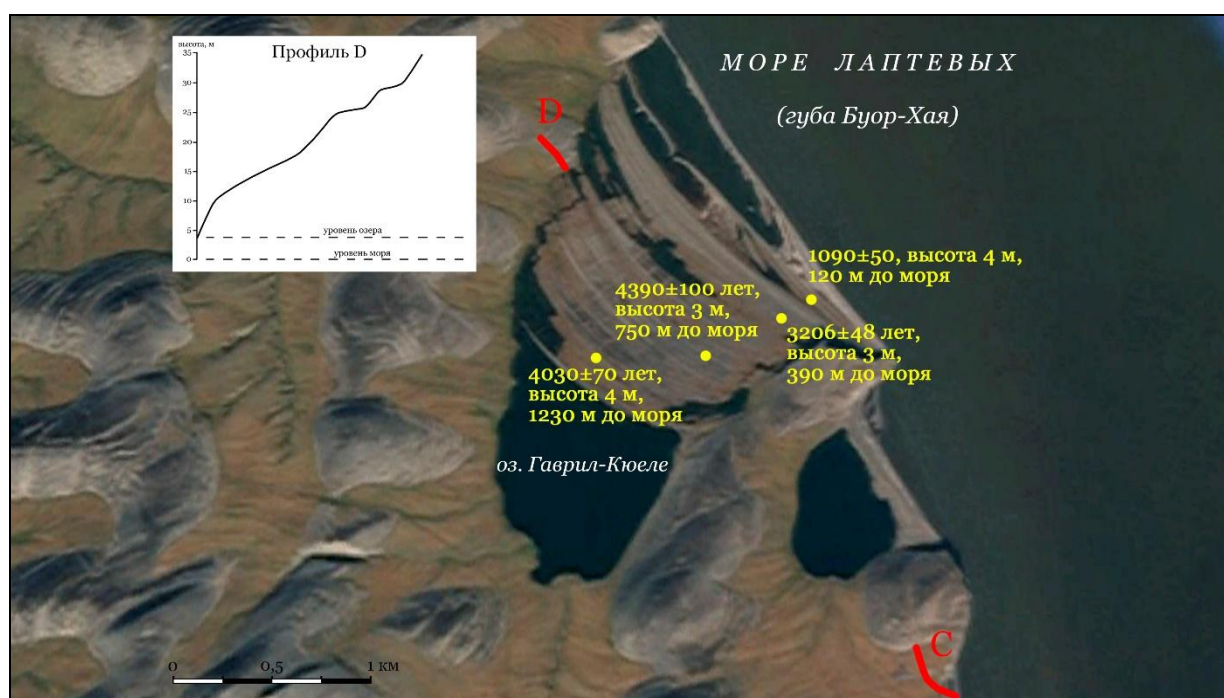 Профиль D
высота, м
35
30
25
20
15
10
5
0
уровень озера
уровень моря
МОРЕ ЛАПТЕВЫХ
(губа Буор-Хая)
D
1090±50, высота 4 м,
120 м до моря
4390±100 лет,
высота 3 м,
750 м до моря
3206±48 лет,
высота 3 м,
390 м до моря
4030±70 лет,
высота 4 м,
1230 м до моря
оз. Гаврил-Кюеле
C
0 0,5 1 км